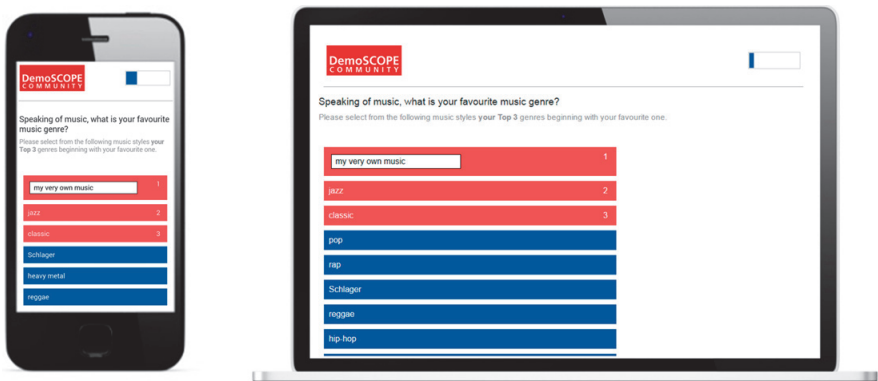 DemoSCOPE
COMMUNITY
Speaking of music, what is your favourite
music genre?
Please select from the following music styles your
Top 3 genres beginning with your favourite one.
my very own music 1
jazz 2
classic 3
Schlager
heavy metal
reggae
DemoSCOPE
COMMUNITY
Speaking of music, what is your favourite music genre?
Please select from the following music styles your Top 3 genres beginning with your favourite one.
my very own music 1
jazz 2
classic 3
pop
rap
Schlager
reggae
hip-hop